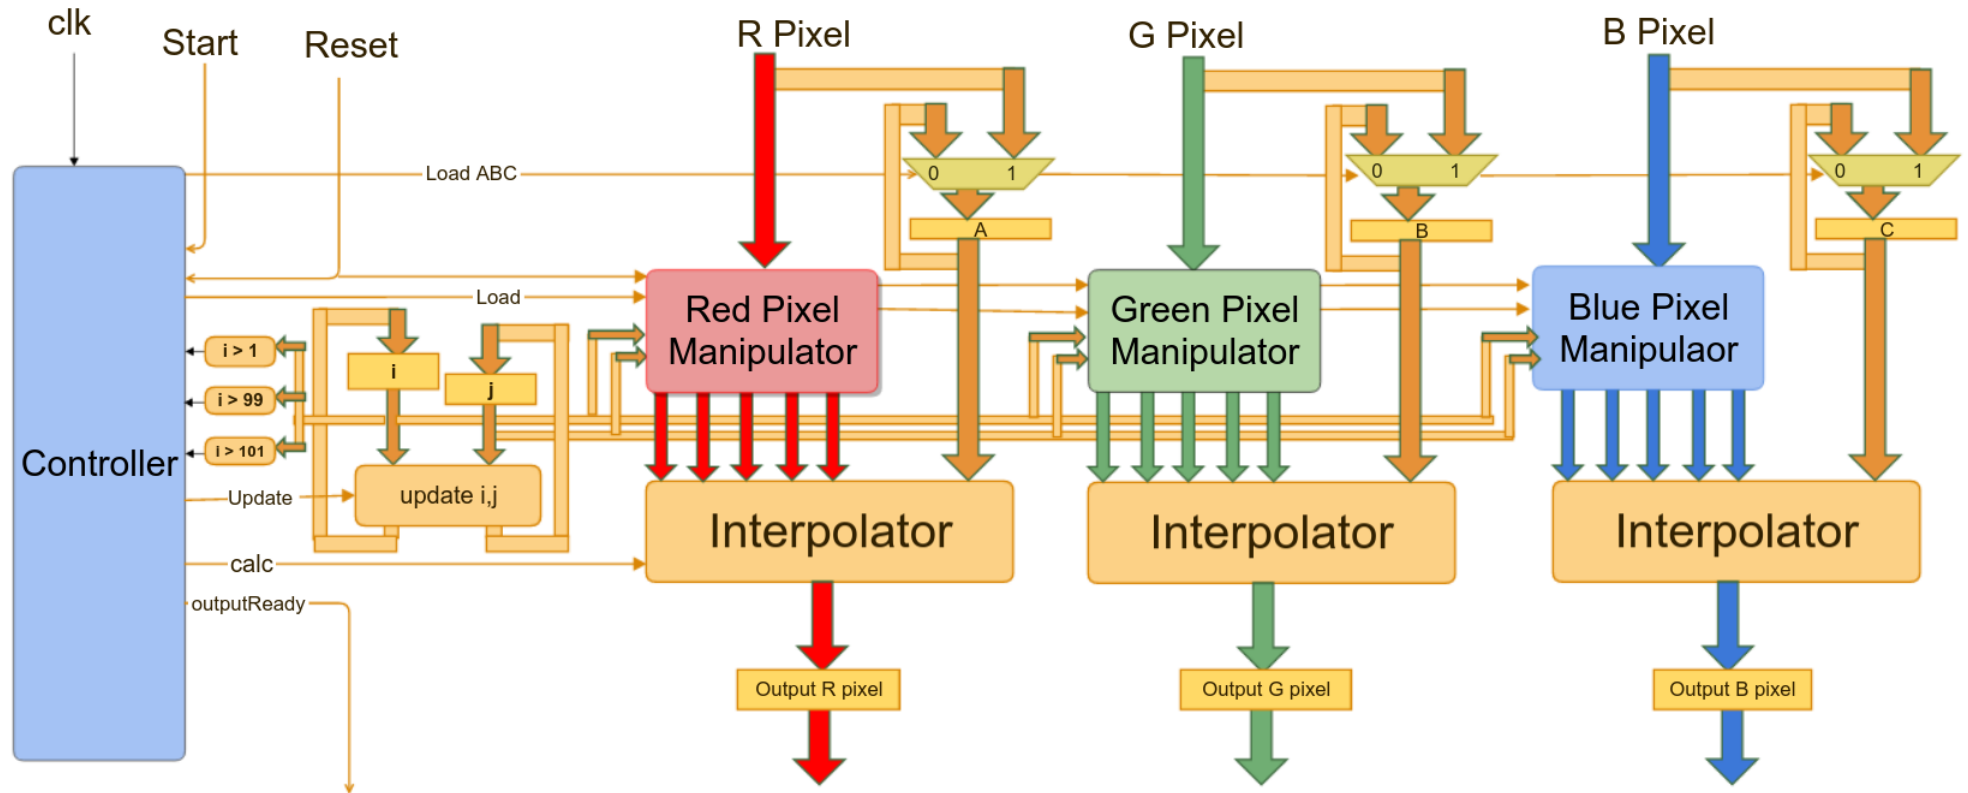 clk
Start
Reset
R Pixel
G Pixel
B Pixel
Load ABC
0 1
0 1
0 1
A
B
C
Load
Red Pixel
Manipulator
Green Pixel
Manipulator
Blue Pixel
Manipulaor
i > 1
i > 99
i > 101
i
j
Controller
Update
update i,j
calc
outputReady
Interpolator
Interpolator
Interpolator
Output R pixel
Output G pixel
Output B pixel